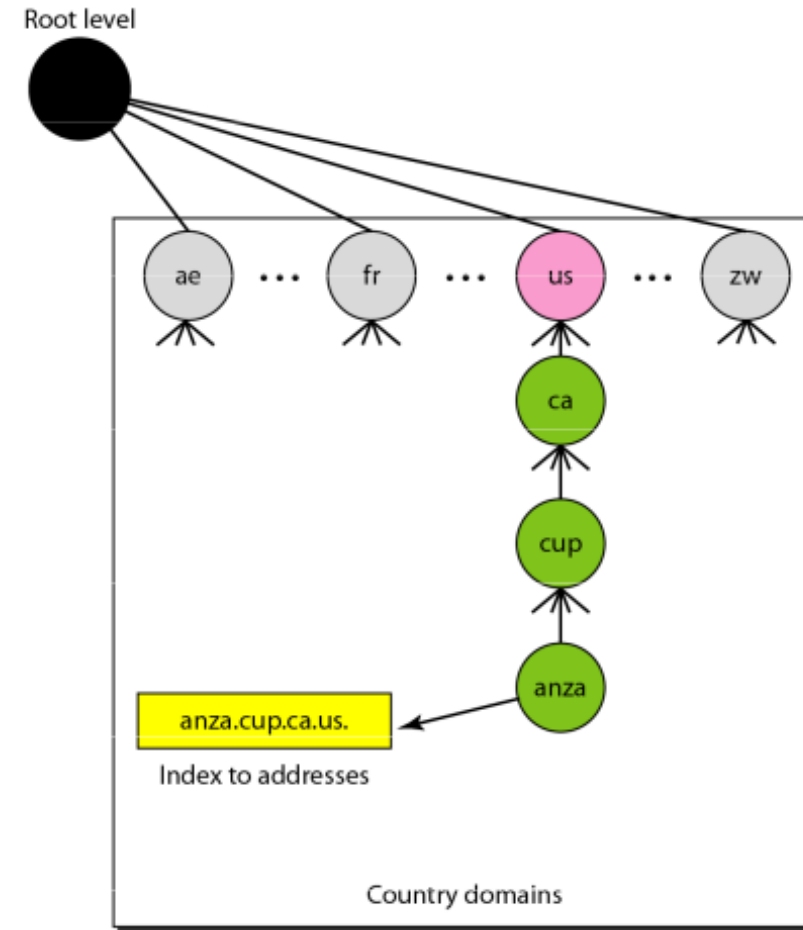 Root level
ae ... fr ... us ... zw
ca
cup
anza
anza.cup.ca.us.
Index to addresses
Country domains